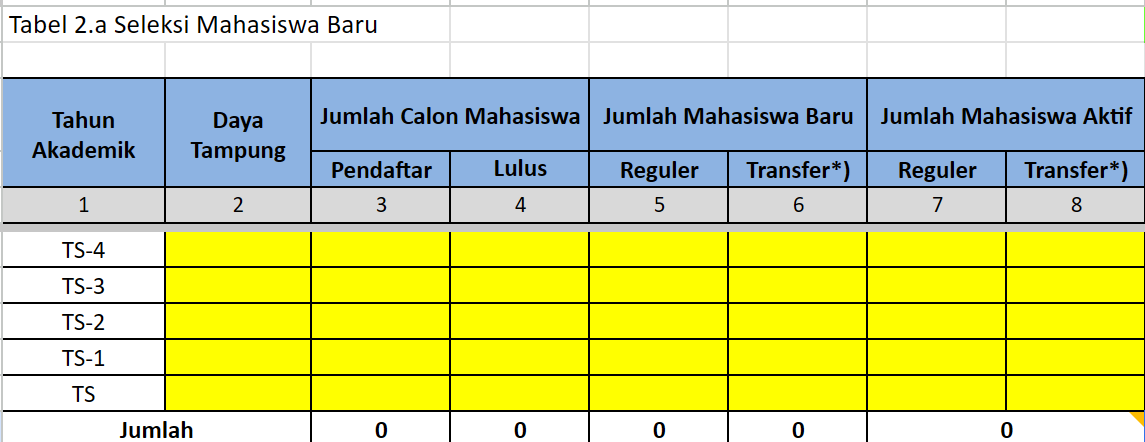 Tabel 2.a Seleksi Mahasiswa Baru
Tahun Akademik Daya Tampung Jumlah Calon Mahasiswa Jumlah Mahasiswa Baru Jumlah Mahasiswa Aktif
Pendaftar Lulus Reguler Transfer*) Reguler Transfer*)
1 2 3 4 5 6 7 8
TS-4
TS-3
TS-2
TS-1
TS
Jumlah 0 0 0 0 0